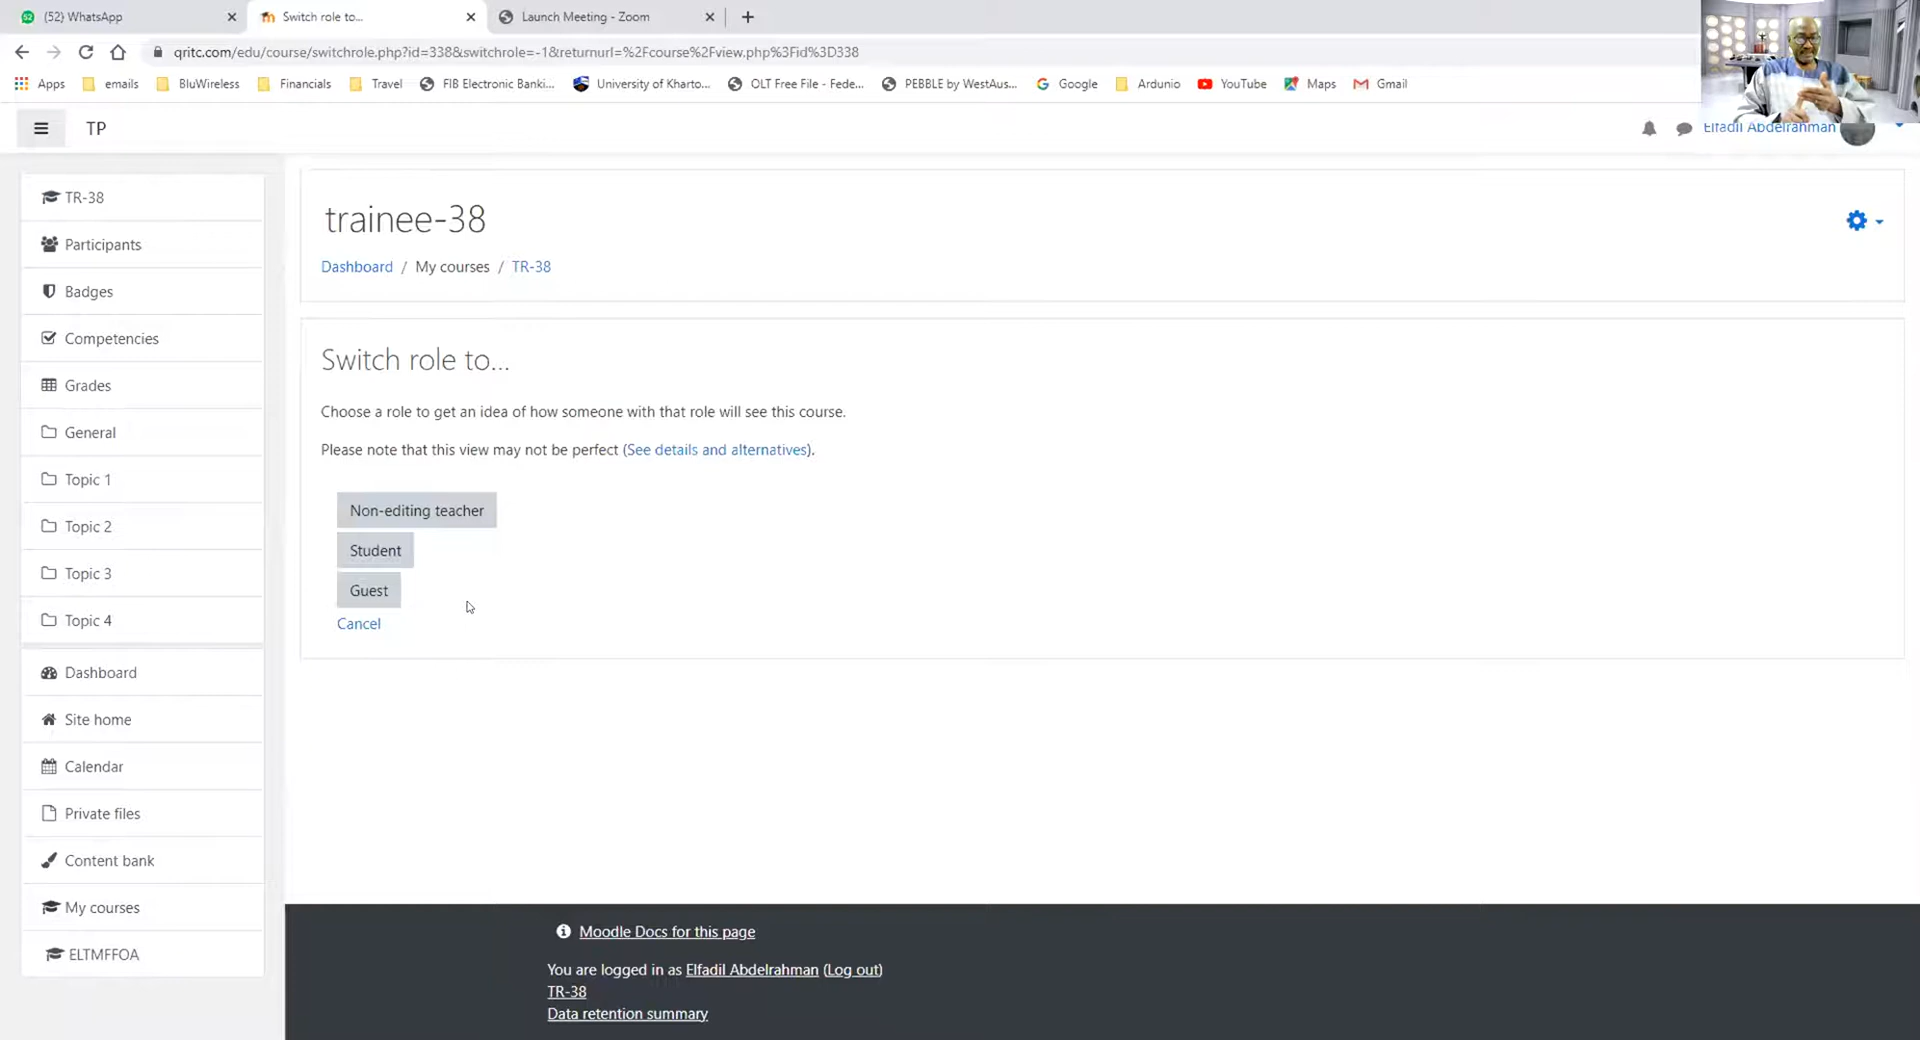 (52) WhatsApp
Switch role to...
Launch Meeting - Zoom
qritc.com/edu/course/switchrole.php?id=338&switchrole=-1&returnurl=%2Fcourse%2Fview.php%3Fid%3D338
Apps
emails
BluWireless
Financials
Travel
FIB Electronic Banki...
University of Kharto...
OLT Free File - Fede...
PEBBLE by WestAus...
Google
Ardunio
YouTube
Maps
Gmail
TP
Elfadil Abdelrahman
TR-38
Participants
Badges
Competencies
Grades
General
Topic 1
Topic 2
Topic 3
Topic 4
Dashboard
Site home
Calendar
Private files
Content bank
My courses
ELTMFFOA
trainee-38
Dashboard / My courses / TR-38
Switch role to...
Choose a role to get an idea of how someone with that role will see this course.
Please note that this view may not be perfect (See details and alternatives).
Non-editing teacher
Student
Guest
Cancel
Moodle Docs for this page
You are logged in as Elfadil Abdelrahman (Log out)
TR-38
Data retention summary